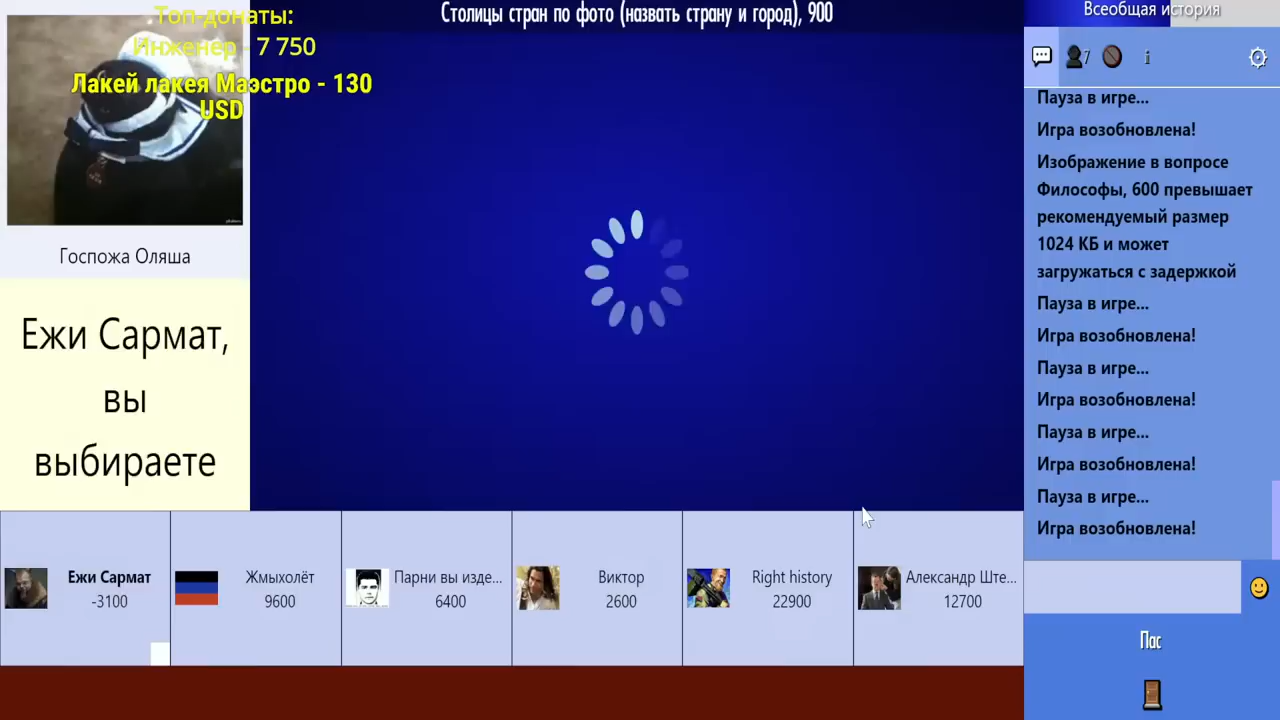 Топ-донаты:
Инженер - 7 750
Лакей лакея Маэстро - 130
USD
Госпожа Оляша
Ежи Сармат,
вы
выбираете
Столицы стран по фото (назвать страну и город), 900
Всеобщая история
7
i
Пауза в игре...
Игра возобновлена!
Изображение в вопросе
Философы, 600 превышает
рекомендуемый размер
1024 КБ и может
загружаться с задержкой
Пауза в игре...
Игра возобновлена!
Пауза в игре...
Игра возобновлена!
Пауза в игре...
Игра возобновлена!
Пауза в игре...
Игра возобновлена!
Пас
Ежи Сармат
-3100
Жмыхолёт
9600
Парни вы изде...
6400
Виктор
2600
Right history
22900
Александр Ште...
12700